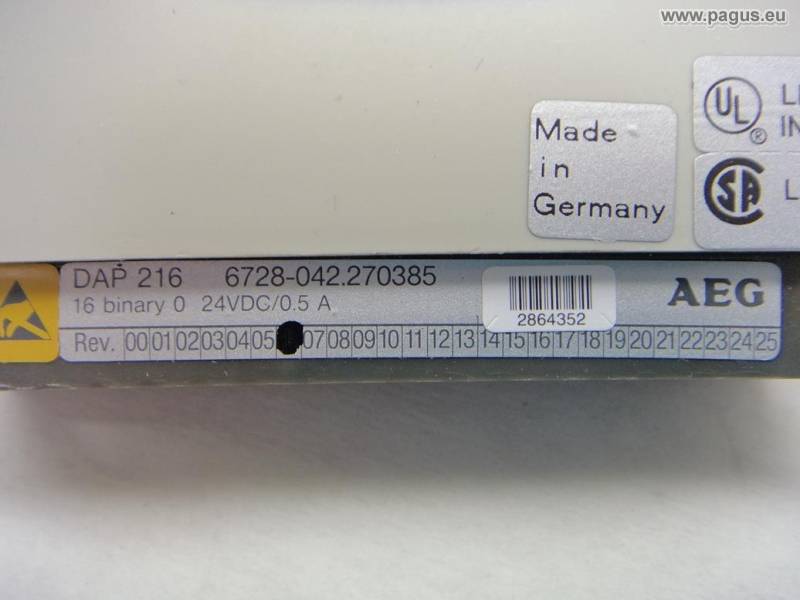 www.pagus.eu
UL
®
Made
in
Germany
SA
DAP 216 6728-042.270385
16 binary 0 24VDC/0.5 A
2864352
AEG
Rev. 00 01 02 03 04 05 07 08 09 10 11 12 13 14 15 16 17 18 19 20 21 22 23 24 25